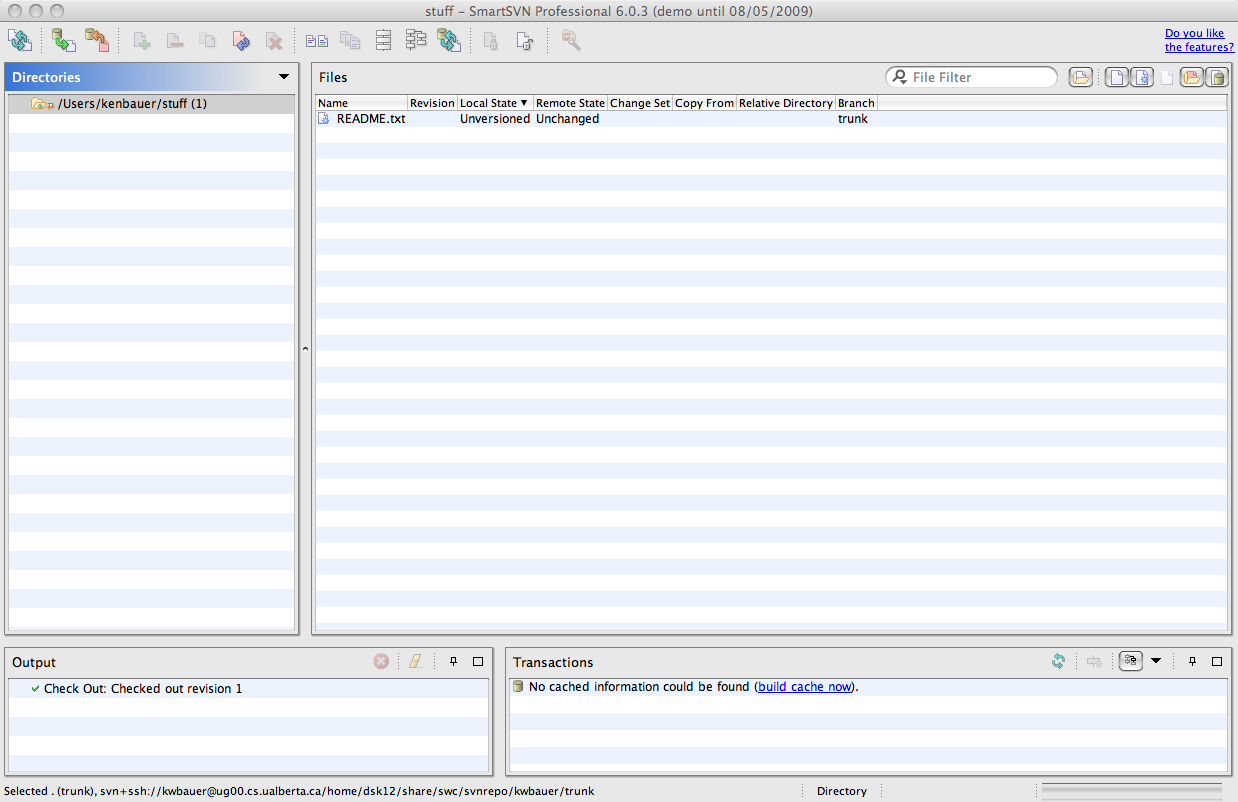 stuff – SmartSVN Professional 6.0.3 (demo until 08/05/2009)
Do you like
the features?
Directories
/Users/kenbauer/stuff (1)
Files
File Filter
Name Revision Local State ▼ Remote State Change Set Copy From Relative Directory Branch
README.txt Unversioned Unchanged trunk
Output
Check Out: Checked out revision 1
Transactions
No cached information could be found (build cache now).
Selected . (trunk), svn+ssh://kwbauer@ug00.cs.ualberta.ca/home/dsk12/share/swc/svnrepo/kwbauer/trunk
Directory